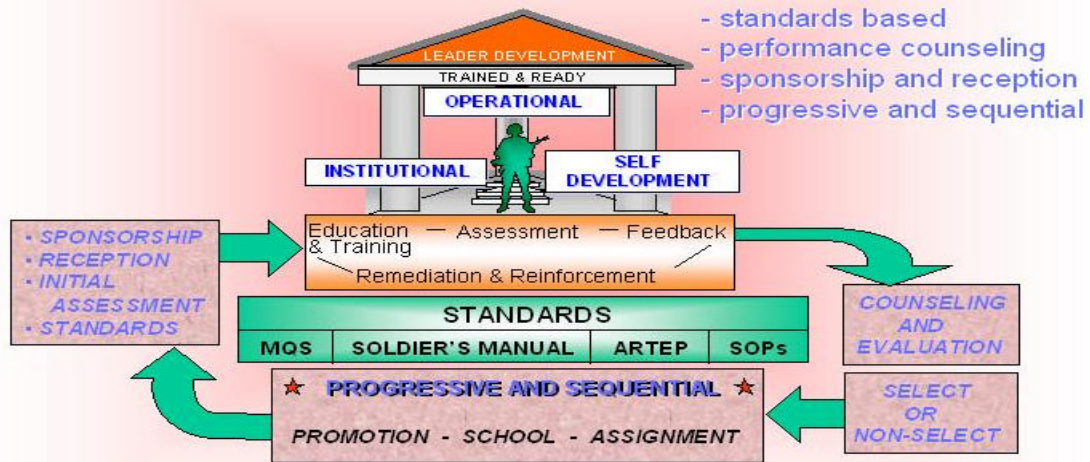 - standards based
- performance counseling
- sponsorship and reception
- progressive and sequential
LEADER DEVELOPMENT
TRAINED & READY
OPERATIONAL
INSTITUTIONAL
SELF
DEVELOPMENT
• SPONSORSHIP
• RECEPTION
• INITIAL
ASSESSMENT
• STANDARDS
Education
& Training — Assessment — Feedback
Remediation & Reinforcement
COUNSELING
AND
EVALUATION
STANDARDS
MQS SOLDIER'S MANUAL ARTEP SOPs
PROGRESSIVE AND SEQUENTIAL
PROMOTION - SCHOOL - ASSIGNMENT
SELECT
OR
NON-SELECT